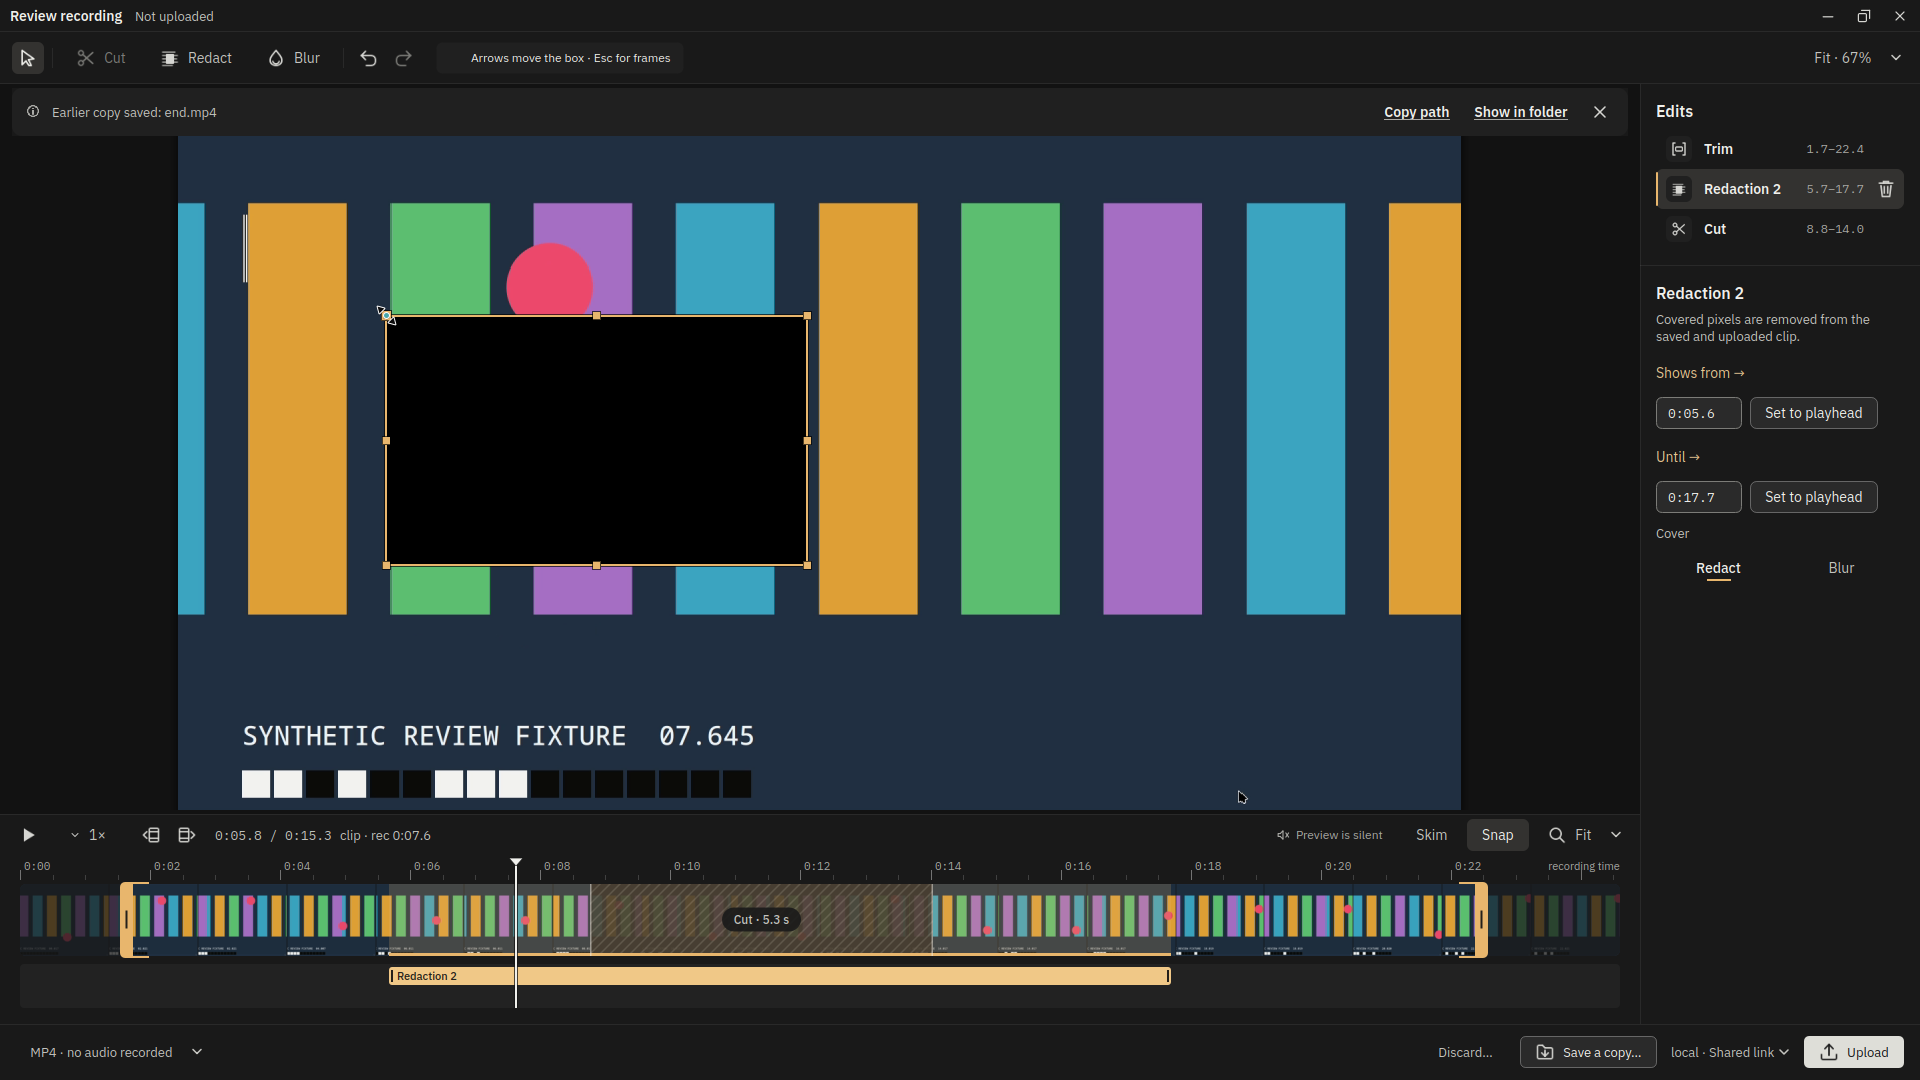 Review recording Not uploaded
Cut Redact Blur Arrows move the box · Esc for frames Fit · 67%
Earlier copy saved: end.mp4 Copy path Show in folder
SYNTHETIC REVIEW FIXTURE 07.645
Edits
Trim 1.7–22.4
Redaction 2 5.7–17.7
Cut 8.8–14.0
Redaction 2
Covered pixels are removed from the
saved and uploaded clip.
Shows from →
0:05.6 Set to playhead
Until →
0:17.7 Set to playhead
Cover
Redact Blur
1× 0:05.8 / 0:15.3 clip · rec 0:07.6 Preview is silent Skim Snap Fit
0:00 0:02 0:04 0:06 0:08 0:10 0:12 0:14 0:16 0:18 0:20 0:22 recording time
Cut · 5.3 s
Redaction 2
MP4 · no audio recorded Discard... Save a copy... local · Shared link Upload